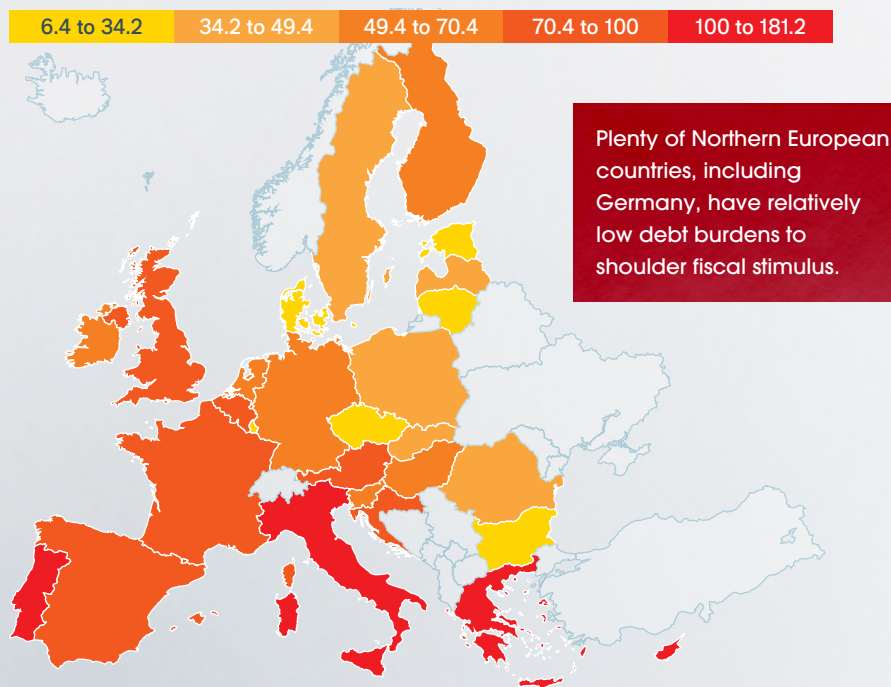 6.4 to 34.2 34.2 to 49.4 49.4 to 70.4 70.4 to 100 100 to 181.2
Plenty of Northern European
countries, including
Germany, have relatively
low debt burdens to
shoulder fiscal stimulus.